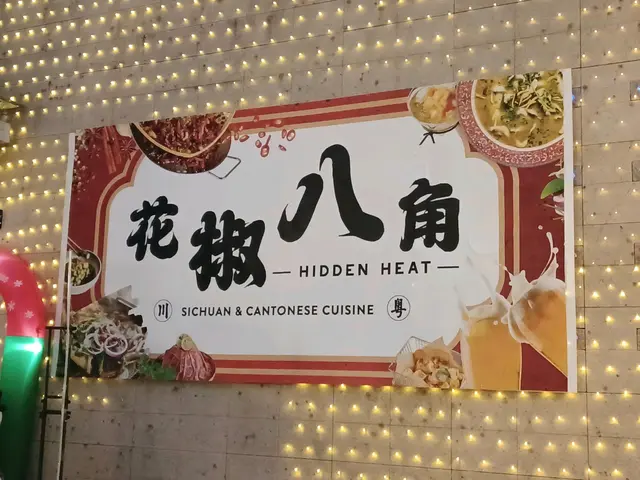 花椒八角
— HIDDEN HEAT —
川 SICHUAN & CANTONESE CUISINE 粤